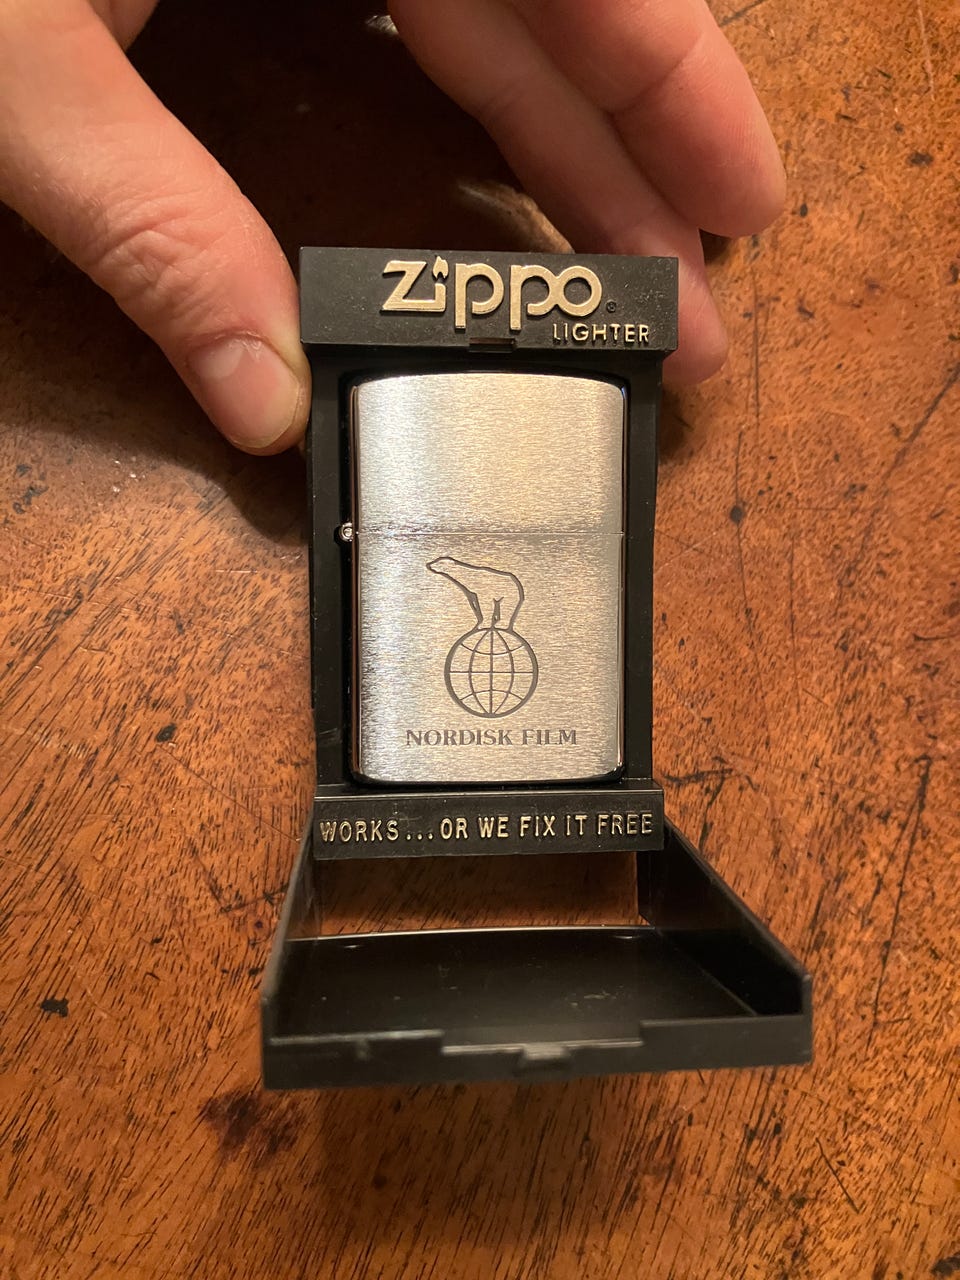 Zippo®
LIGHTER
NORDISK FILM
WORKS...OR WE FIX IT FREE